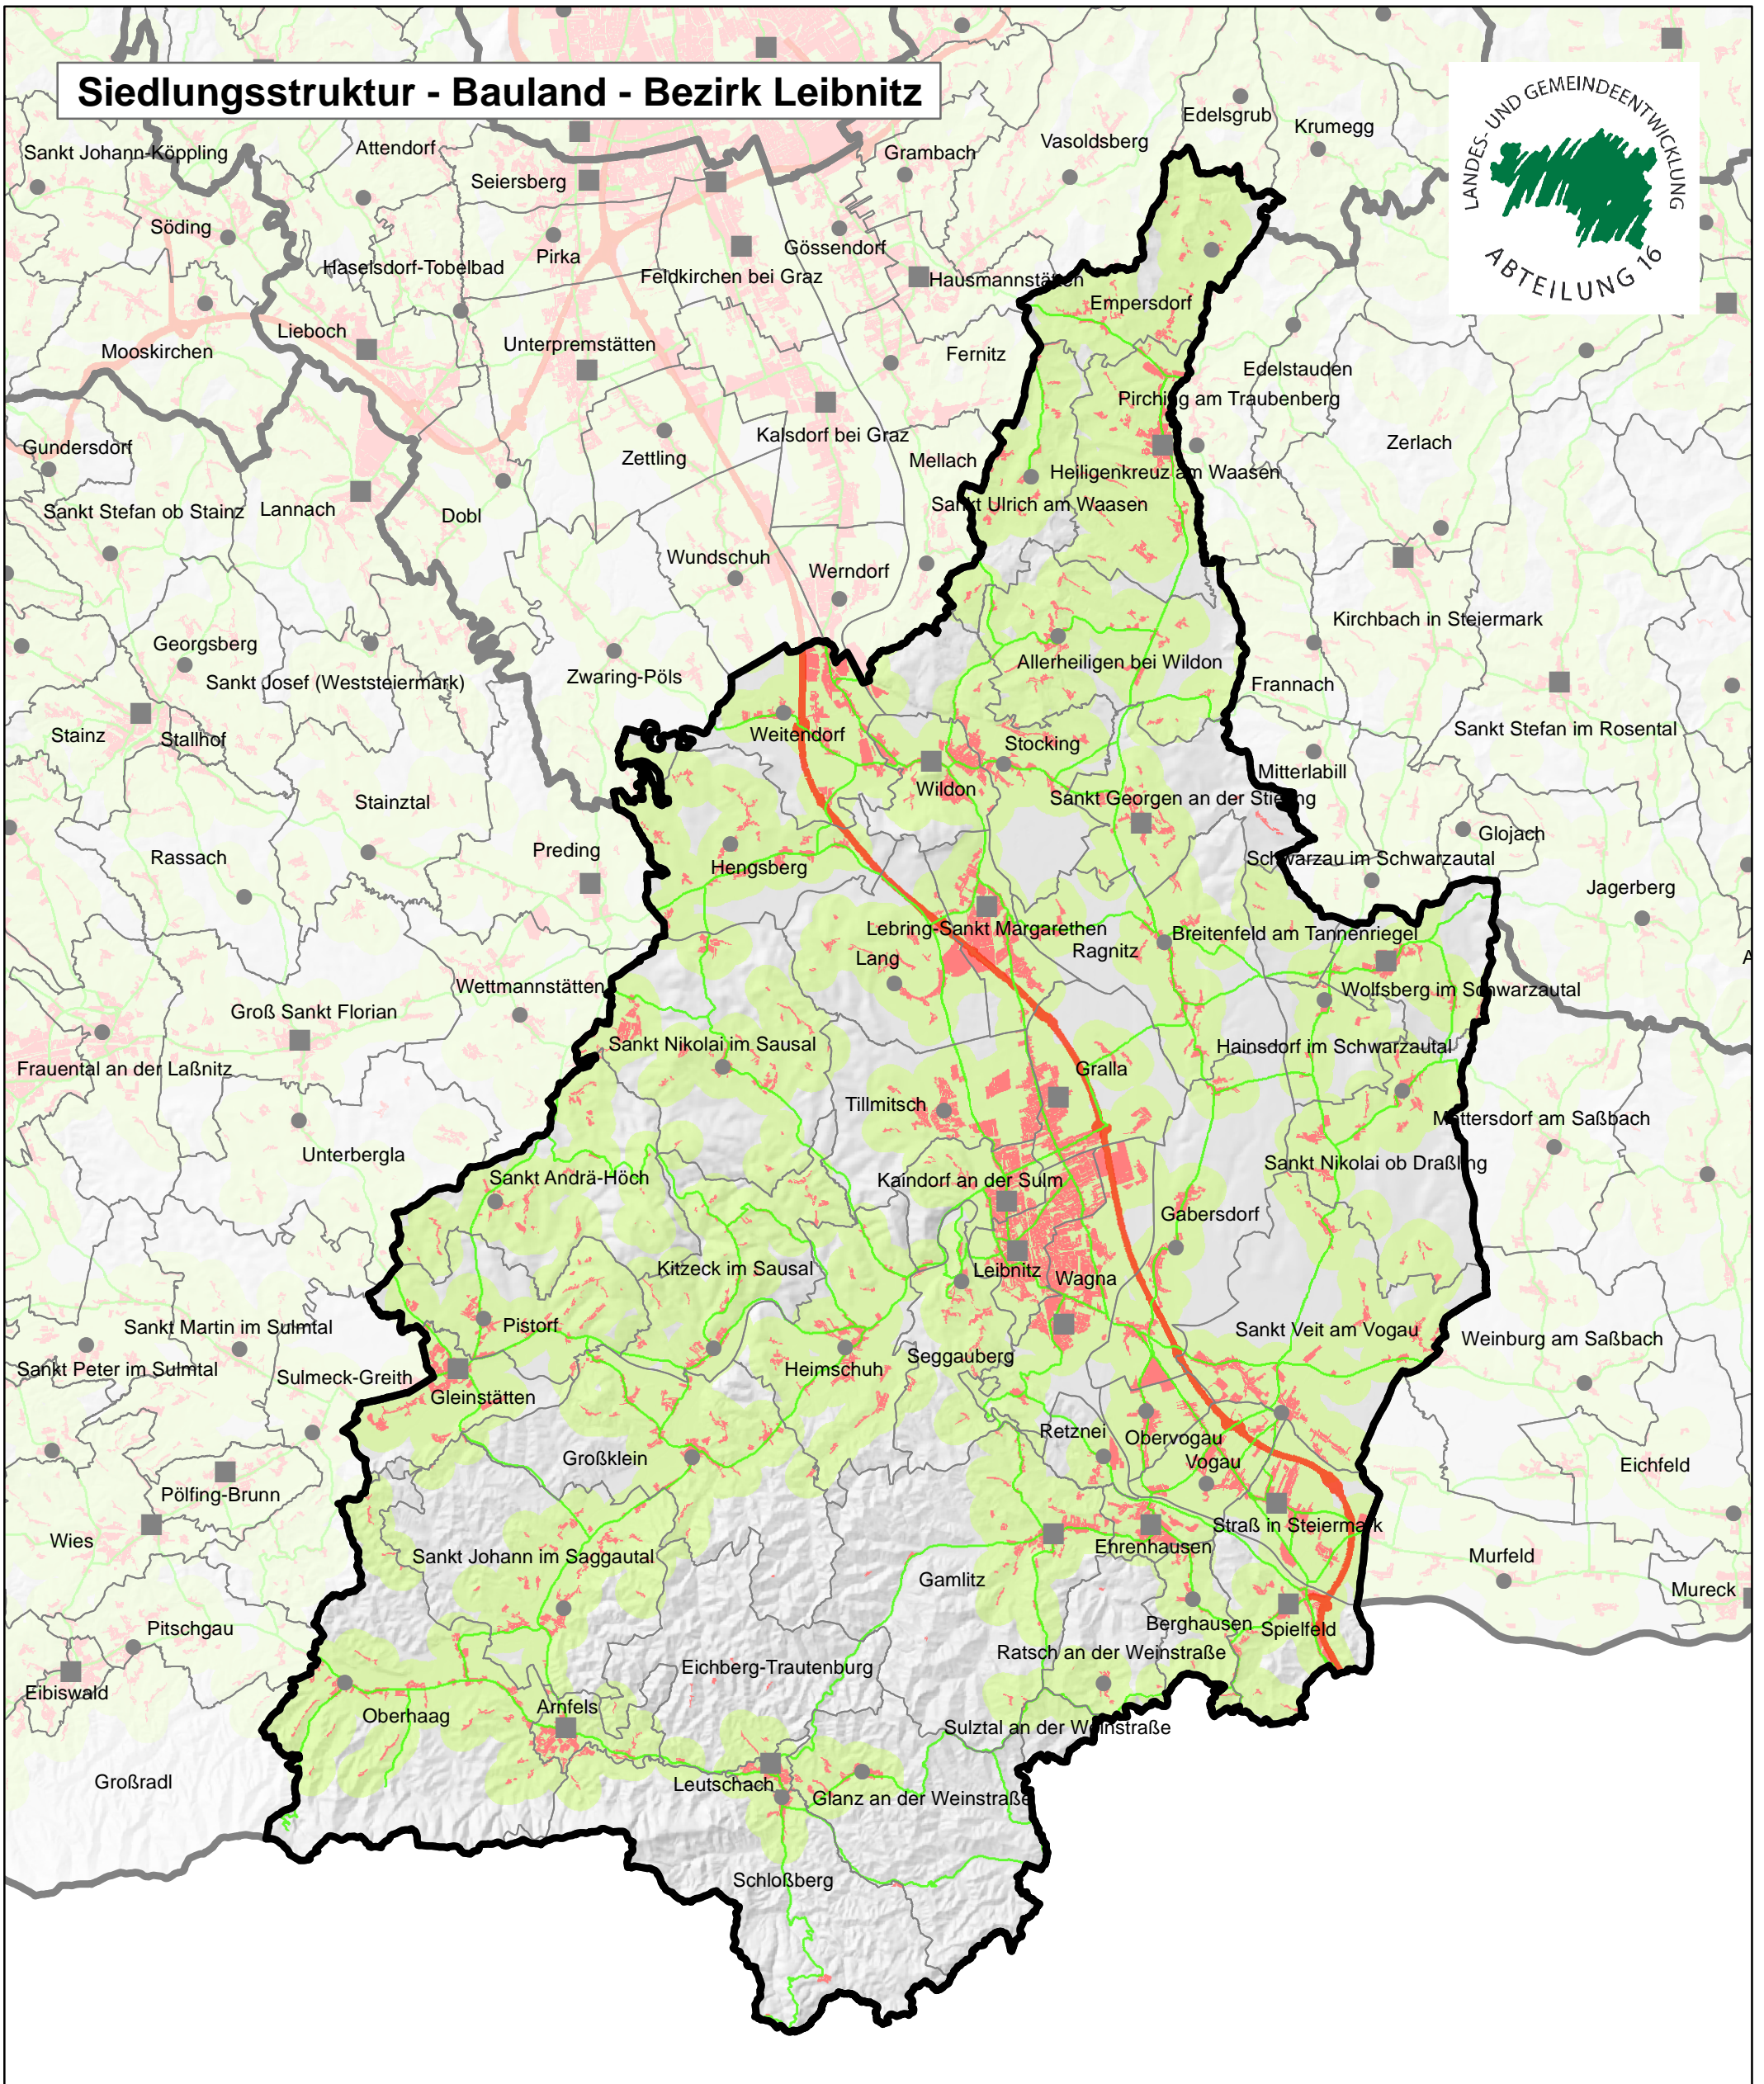 Siedlungsstruktur - Bauland - Bezirk Leibnitz
LANDES- UND GEMEINDEENTWICKLUNG
ABTEILUNG 16
Edelsgrub
Krumegg
Vasoldsberg
Grambach
Attendorf
Sankt Johann-Köppling
Seiersberg
Söding
Pirka
Gössendorf
Haselsdorf-Tobelbad
Feldkirchen bei Graz
Hausmannstätten
Empersdorf
Lieboch
Unterpremstätten
Mooskirchen
Fernitz
Edelstauden
Pirching am Traubenberg
Kalsdorf bei Graz
Zerlach
Gundersdorf
Zettling
Mellach
Heiligenkreuz am Waasen
Sankt Ulrich am Waasen
Sankt Stefan ob Stainz
Lannach
Dobl
Wundschuh
Werndorf
Kirchbach in Steiermark
Georgsberg
Allerheiligen bei Wildon
Zwaring-Pöls
Sankt Josef (Weststeiermark)
Frannach
Sankt Stefan im Rosental
Stainz
Stallhof
Weitendorf
Stocking
Mitterlabill
Wildon
Sankt Georgen an der Stiefing
Stainztal
Glojach
Preding
Rassach
Hengsberg
Schwarzau im Schwarzautal
Jagerberg
Lebring-Sankt Margarethen
Breitenfeld am Tannenriegel
Ragnitz
Lang
Wettmannstätten
Wolfsberg im Schwarzautal
Groß Sankt Florian
Sankt Nikolai im Sausal
Hainsdorf im Schwarzautal
Frauental an der Laßnitz
Gralla
Tillmitsch
Mettersdorf am Saßbach
Unterbergla
Sankt Nikolai ob Draßling
Sankt Andrä-Höch
Kaindorf an der Sulm
Gabersdorf
Kitzeck im Sausal
Leibnitz
Wagna
Sankt Martin im Sulmtal
Pistorf
Sankt Veit am Vogau
Weinburg am Saßbach
Sankt Peter im Sulmtal
Sulmeck-Greith
Heimschuh
Seggauberg
Gleinstätten
Retznei
Obervogau
Großklein
Vogau
Eichfeld
Pölfing-Brunn
Straß in Steiermark
Wies
Ehrenhausen
Sankt Johann im Saggautal
Murfeld
Gamlitz
Mureck
Berghausen
Spielfeld
Pitschgau
Ratsch an der Weinstraße
Eichberg-Trautenburg
Eibiswald
Arnfels
Oberhaag
Sulztal an der Weinstraße
Großradl
Leutschach
Glanz an der Weinstraße
Schloßberg